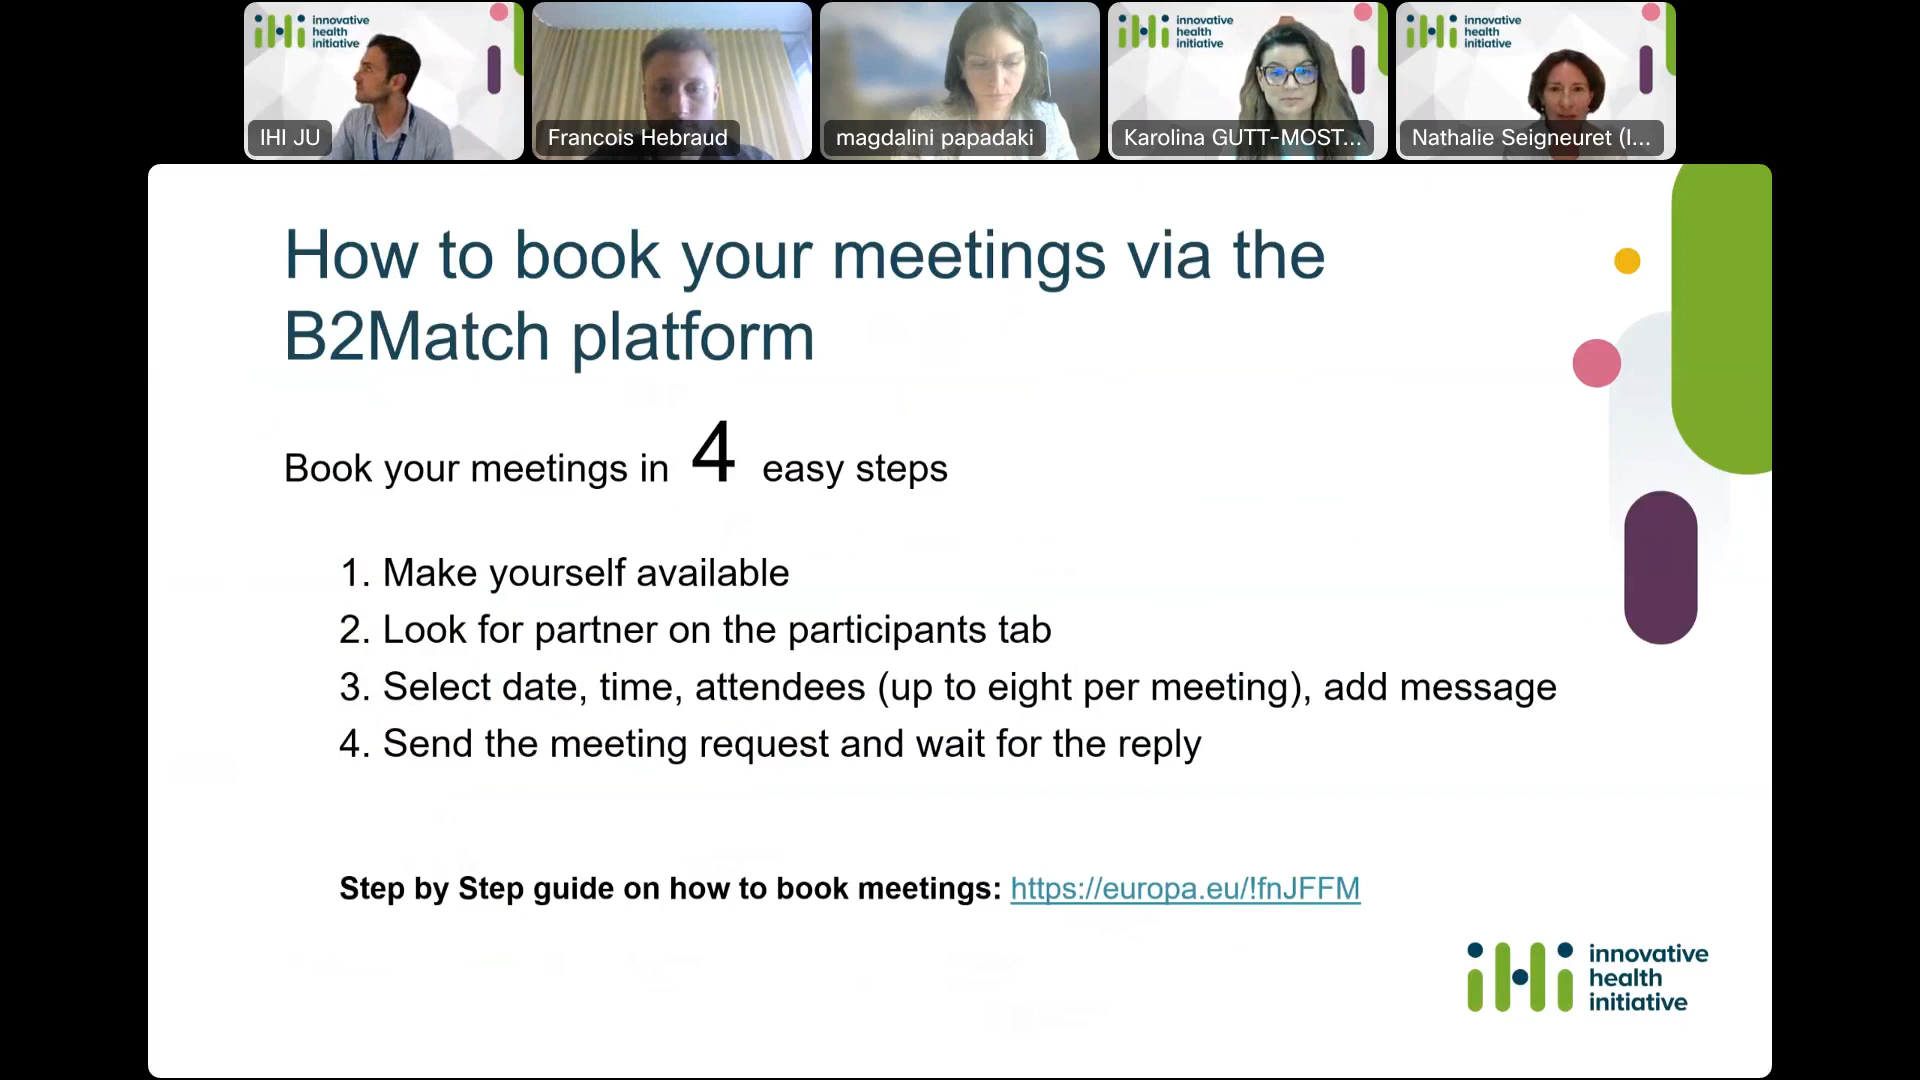 innovative
health
initiative
IHI JU
Francois Hebraud
magdalini papadaki
innovative
health
initiative
Karolina GUTT-MOST...
innovative
health
initiative
Nathalie Seigneuret (I...
How to book your meetings via the
B2Match platform
Book your meetings in 4 easy steps
1. Make yourself available
2. Look for partner on the participants tab
3. Select date, time, attendees (up to eight per meeting), add message
4. Send the meeting request and wait for the reply
Step by Step guide on how to book meetings: https://europa.eu/!fnJFFM
ihi innovative
health
initiative